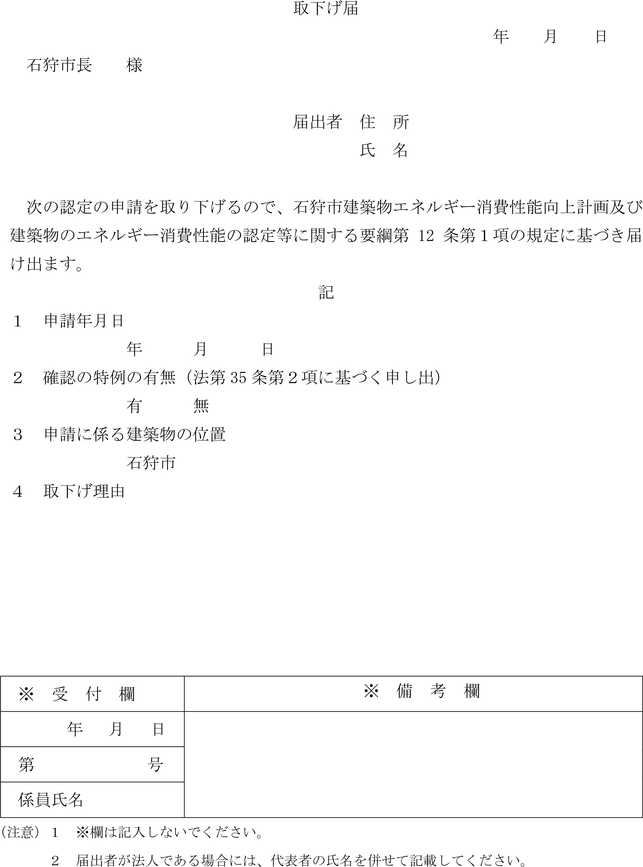 取下げ届
年　　月　　日
石狩市長　　様
届出者　住　所
氏　名
次の認定の申請を取り下げるので、石狩市建築物エネルギー消費性能向上計画及び
建築物のエネルギー消費性能の認定等に関する要綱第 12 条第１項の規定に基づき届
け出ます。
記
１　申請年月日
年　　　月　　　日
２　確認の特例の有無（法第 35 条第２項に基づく申し出）
有　　　無
３　申請に係る建築物の位置
石狩市
４　取下げ理由
※　受　付　欄　　※　備　考　欄
年　月　日
第　　　　　　　号
係員氏名
（注意）１　※欄は記入しないでください。
２　届出者が法人である場合には、代表者の氏名を併せて記載してください。